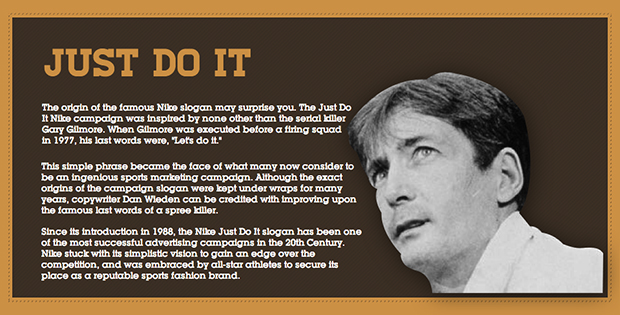 JUST DO IT
The origin of the famous Nike slogan may surprise you. The Just Do
It Nike campaign was inspired by none other than the serial killer
Gary Gilmore. When Gilmore was executed before a firing squad
in 1977, his last words were, "Let's do it."
This simple phrase became the face of what many now consider to
be an ingenious sports marketing campaign. Although the exact
origins of the campaign slogan were kept under wraps for many
years, copywriter Dan Wieden can be credited with improving upon
the famous last words of a spree killer.
Since its introduction in 1988, the Nike Just Do It slogan has been one
of the most successful advertising campaigns in the 20th Century.
Nike stuck with its simplistic vision to gain an edge over the
competition, and was embraced by all-star athletes to secure its
place as a reputable sports fashion brand.